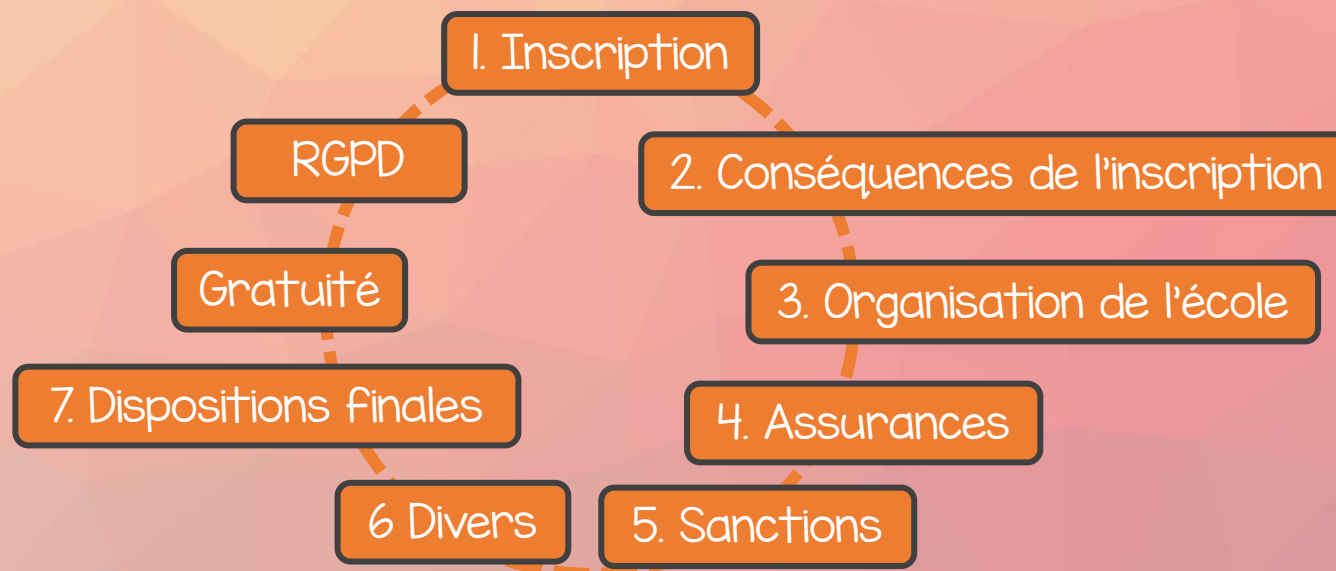 1. Inscription
2. Conséquences de l'inscription
3. Organisation de l'école
4. Assurances
5. Sanctions
6 Divers
7. Dispositions finales
Gratuité
RGPD